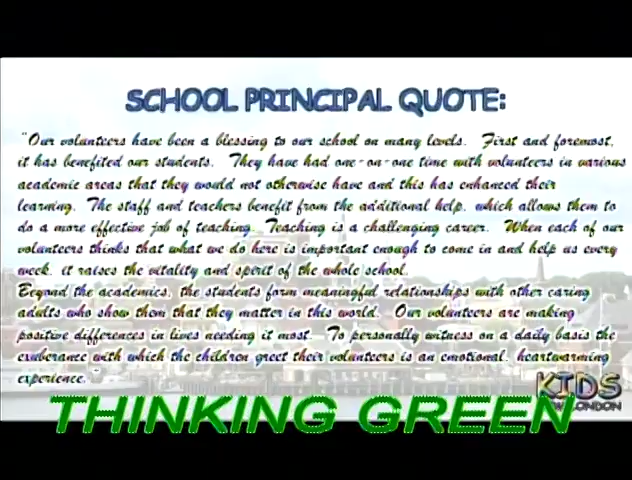 SCHOOL PRINCIPAL QUOTE:
"Our volunteers have been a blessing to our school on many levels. First and foremost,
it has benefited our students. They have had one-on-one time with volunteers in various
academic areas that they would not otherwise have and this has enhanced their
learning. The staff and teachers benefit from the additional help, which allows them to
do a more effective job of teaching. Teaching is a challenging career. When each of our
volunteers thinks that what we do here is important enough to come in and help us every
week, it raises the vitality and spirit of the whole school.
Beyond the academics, the students form meaningful relationships with other caring
adults who show them that they matter in this world. Our volunteers are making
positive differences in lives needing it most. To personally witness on a daily basis the
exuberance with which the children greet their volunteers is an emotional, heartwarming
experience."
KIDS
LONDON
THINKING GREEN